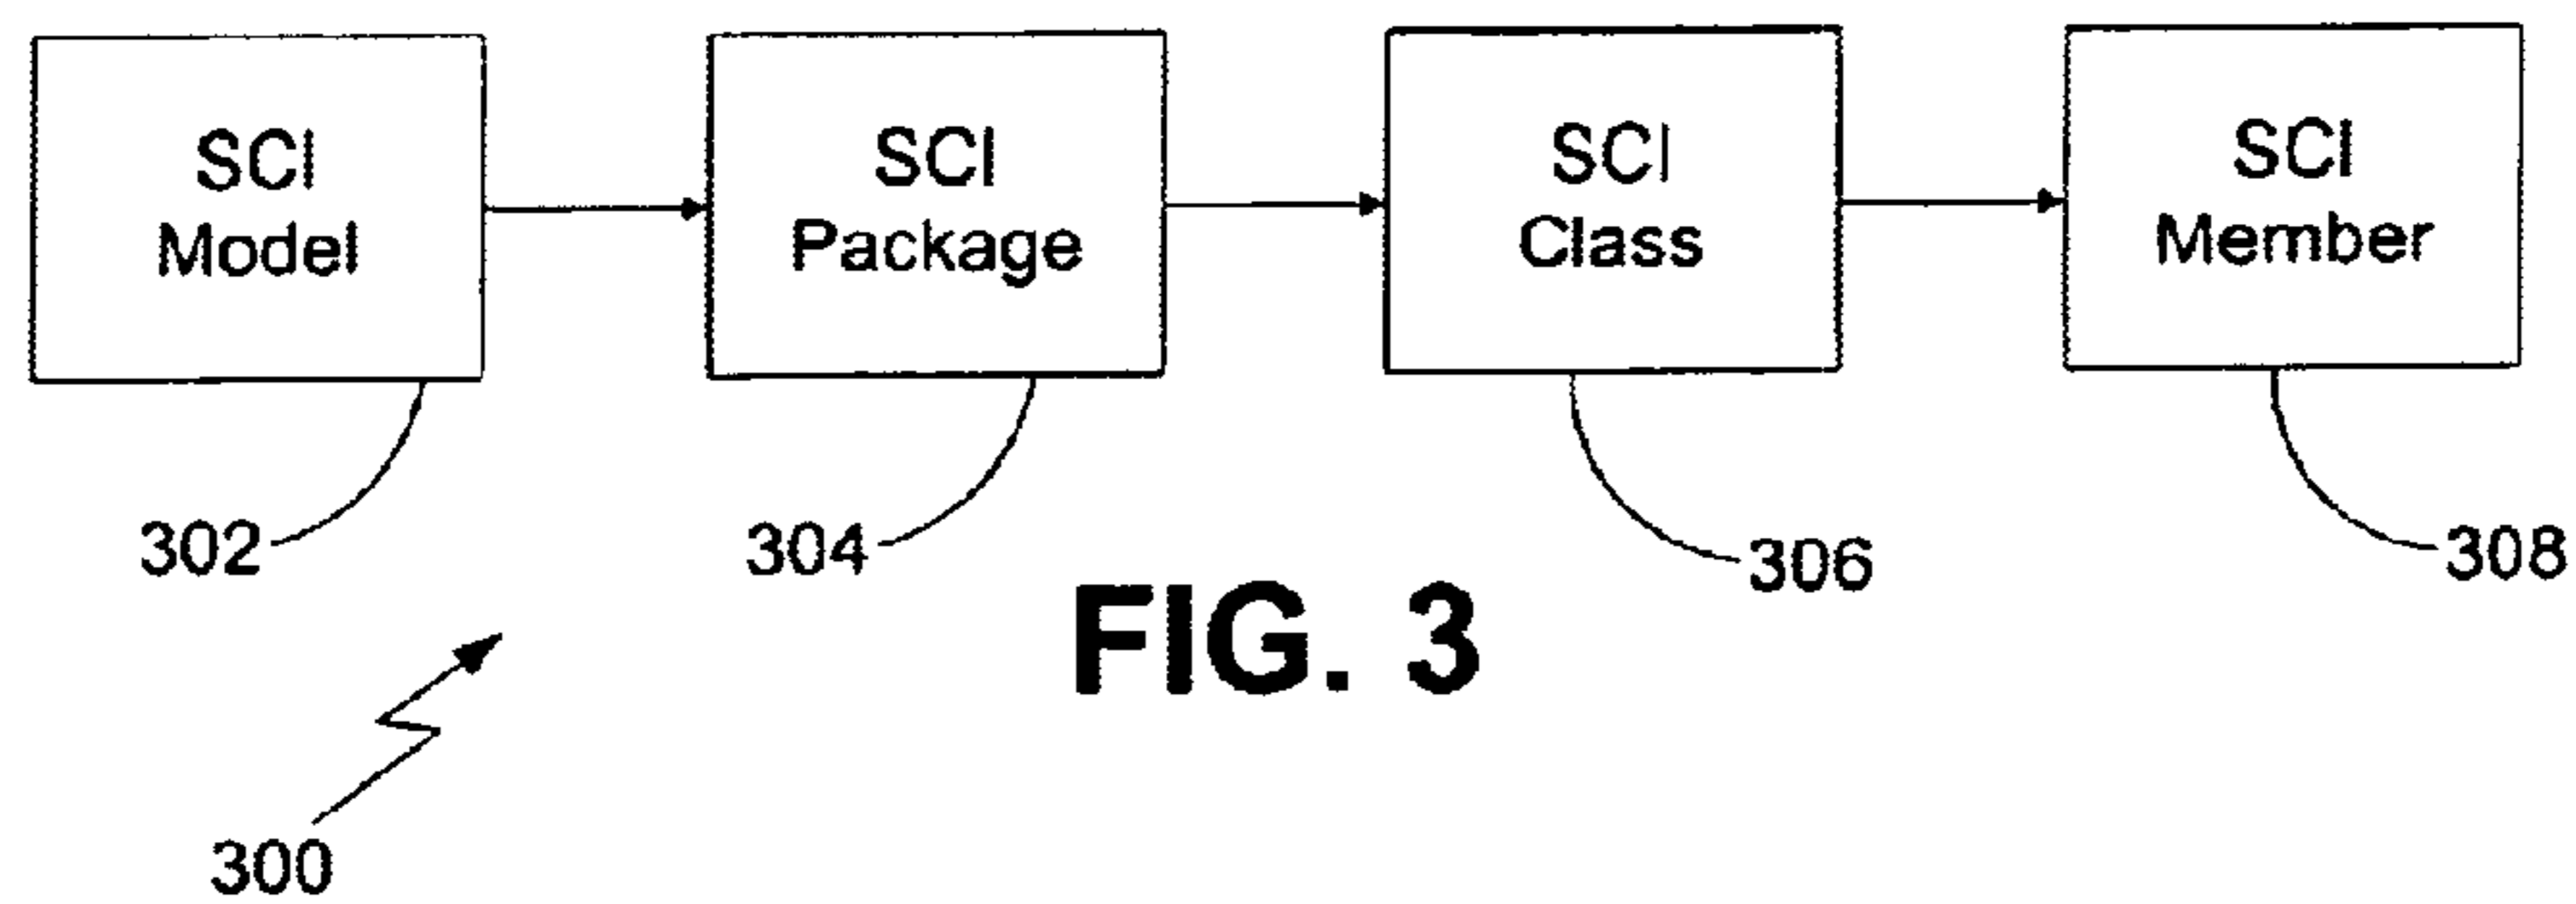 SCI
Model
SCI
Package
SCI
Class
SCI
Member
302
304
306
308
FIG. 3
300